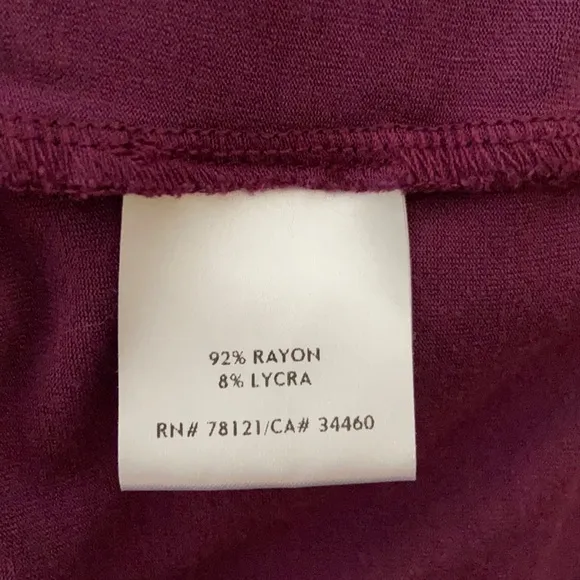 92% RAYON
8% LYCRA
RN# 78121/CA# 34460